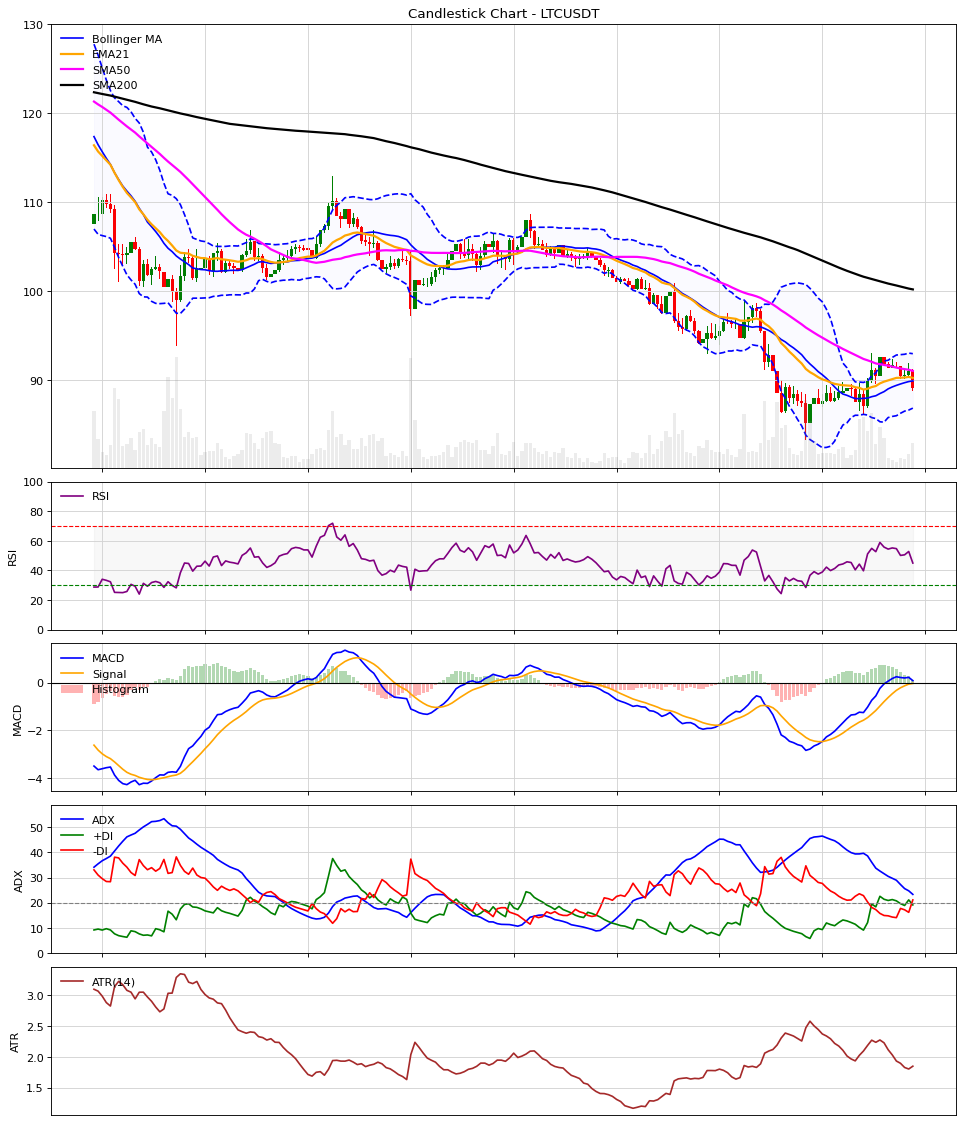 Candlestick Chart - LTCUSDT
130
120
110
100
90
Bollinger MA
EMA21
SMA50
SMA200
100
80
60
40
20
0
RSI
RSI
0
−2
−4
MACD
MACD
Signal
Histogram
50
40
30
20
10
0
ADX
ADX
+DI
-DI
3.0
2.5
2.0
1.5
ATR
ATR(14)